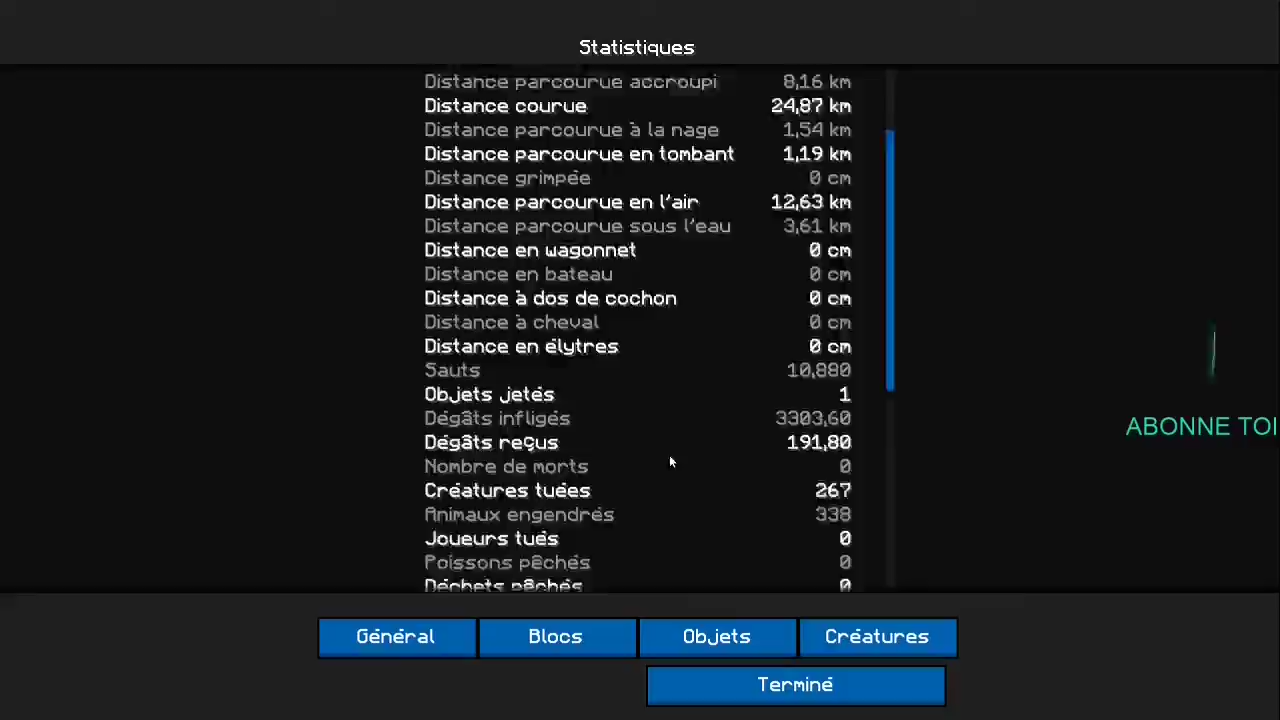 Statistiques
Distance parcourue accroupi 8,16 km
Distance courue 24,87 km
Distance parcourue à la nage 1,54 km
Distance parcourue en tombant 1,19 km
Distance grimpée 0 cm
Distance parcourue en l'air 12,63 km
Distance parcourue sous l'eau 3,61 km
Distance en wagonnet 0 cm
Distance en bateau 0 cm
Distance à dos de cochon 0 cm
Distance à cheval 0 cm
Distance en élytres 0 cm
Sauts 10,880
Objets jetés 1
Dégâts infligés 3303,60
Dégâts reçus 191,80
Nombre de morts 0
Créatures tuées 267
Animaux engendrés 338
Joueurs tués 0
Poissons pêchés 0
Déchets pêchés 0
ABONNE TOI
Général Blocs Objets Créatures
Terminé